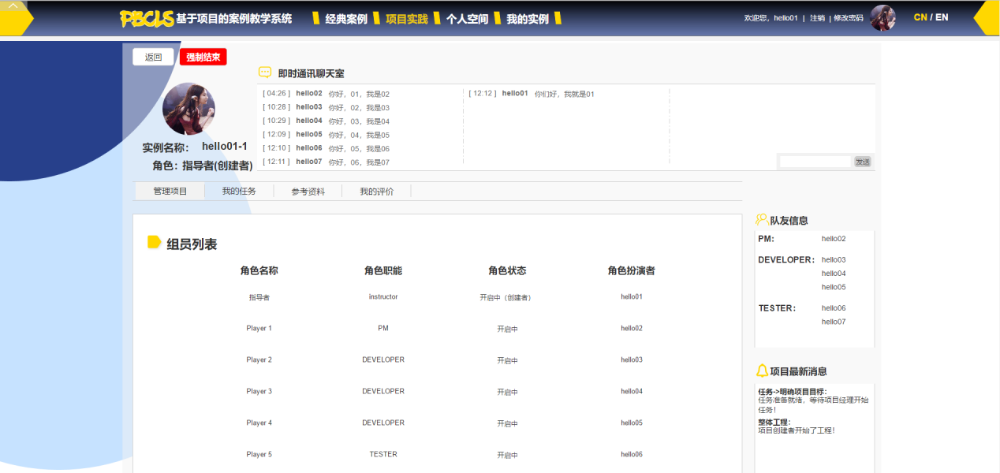 PBCLS 基于项目的案例教学系统 经典案例 项目实践 个人空间 我的实例 欢迎您，hello01 | 注销 | 修改密码 CN / EN
返回 强制结束
即时通讯聊天室
[ 04:26 ] hello02 你好，01，我是02
[ 10:28 ] hello03 你好，02，我是03
[ 10:29 ] hello04 你好，03，我是04
[ 12:09 ] hello05 你好，04，我是05
[ 12:10 ] hello06 你好，05，我是06
[ 12:11 ] hello07 你好，06，我是07
[ 12:12 ] hello01 你们好，我就是01
发送
实例名称： hello01-1
角色：指导者(创建者)
管理项目 我的任务 参考资料 我的评价
组员列表
角色名称 角色职能 角色状态 角色扮演者
指导者 instructor 开启中（创建者） hello01
Player 1 PM 开启中 hello02
Player 2 DEVELOPER 开启中 hello03
Player 3 DEVELOPER 开启中 hello04
Player 4 DEVELOPER 开启中 hello05
Player 5 TESTER 开启中 hello06
队友信息
PM： hello02
DEVELOPER： hello03
hello04
hello05
TESTER： hello06
hello07
项目最新消息
任务->明确项目目标：
任务准备就绪，等待项目经理开始
任务！
整体工程：
项目创建者开始了工程！